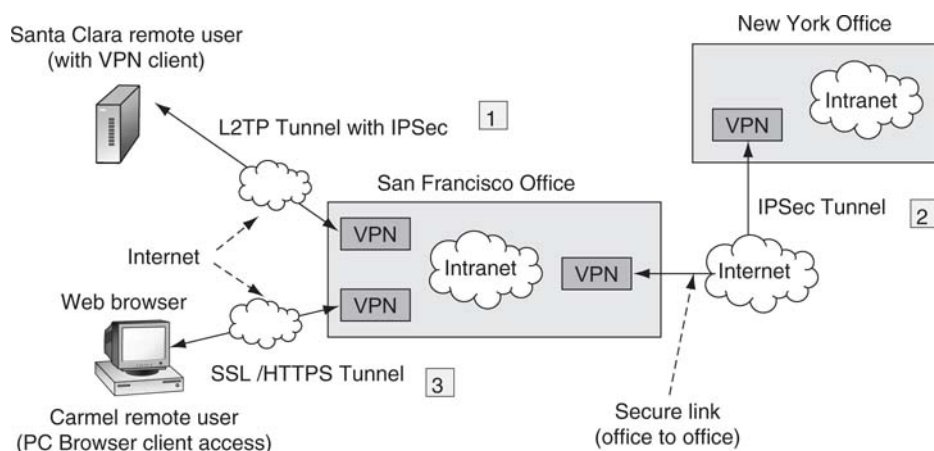 Santa Clara remote user
(with VPN client)
New York Office
Intranet
VPN
L2TP Tunnel with IPSec
1
San Francisco Office
IPSec Tunnel
2
VPN
Internet
Intranet
VPN
Internet
Web browser
VPN
SSL /HTTPS Tunnel
3
Carmel remote user
(PC Browser client access)
Secure link
(office to office)